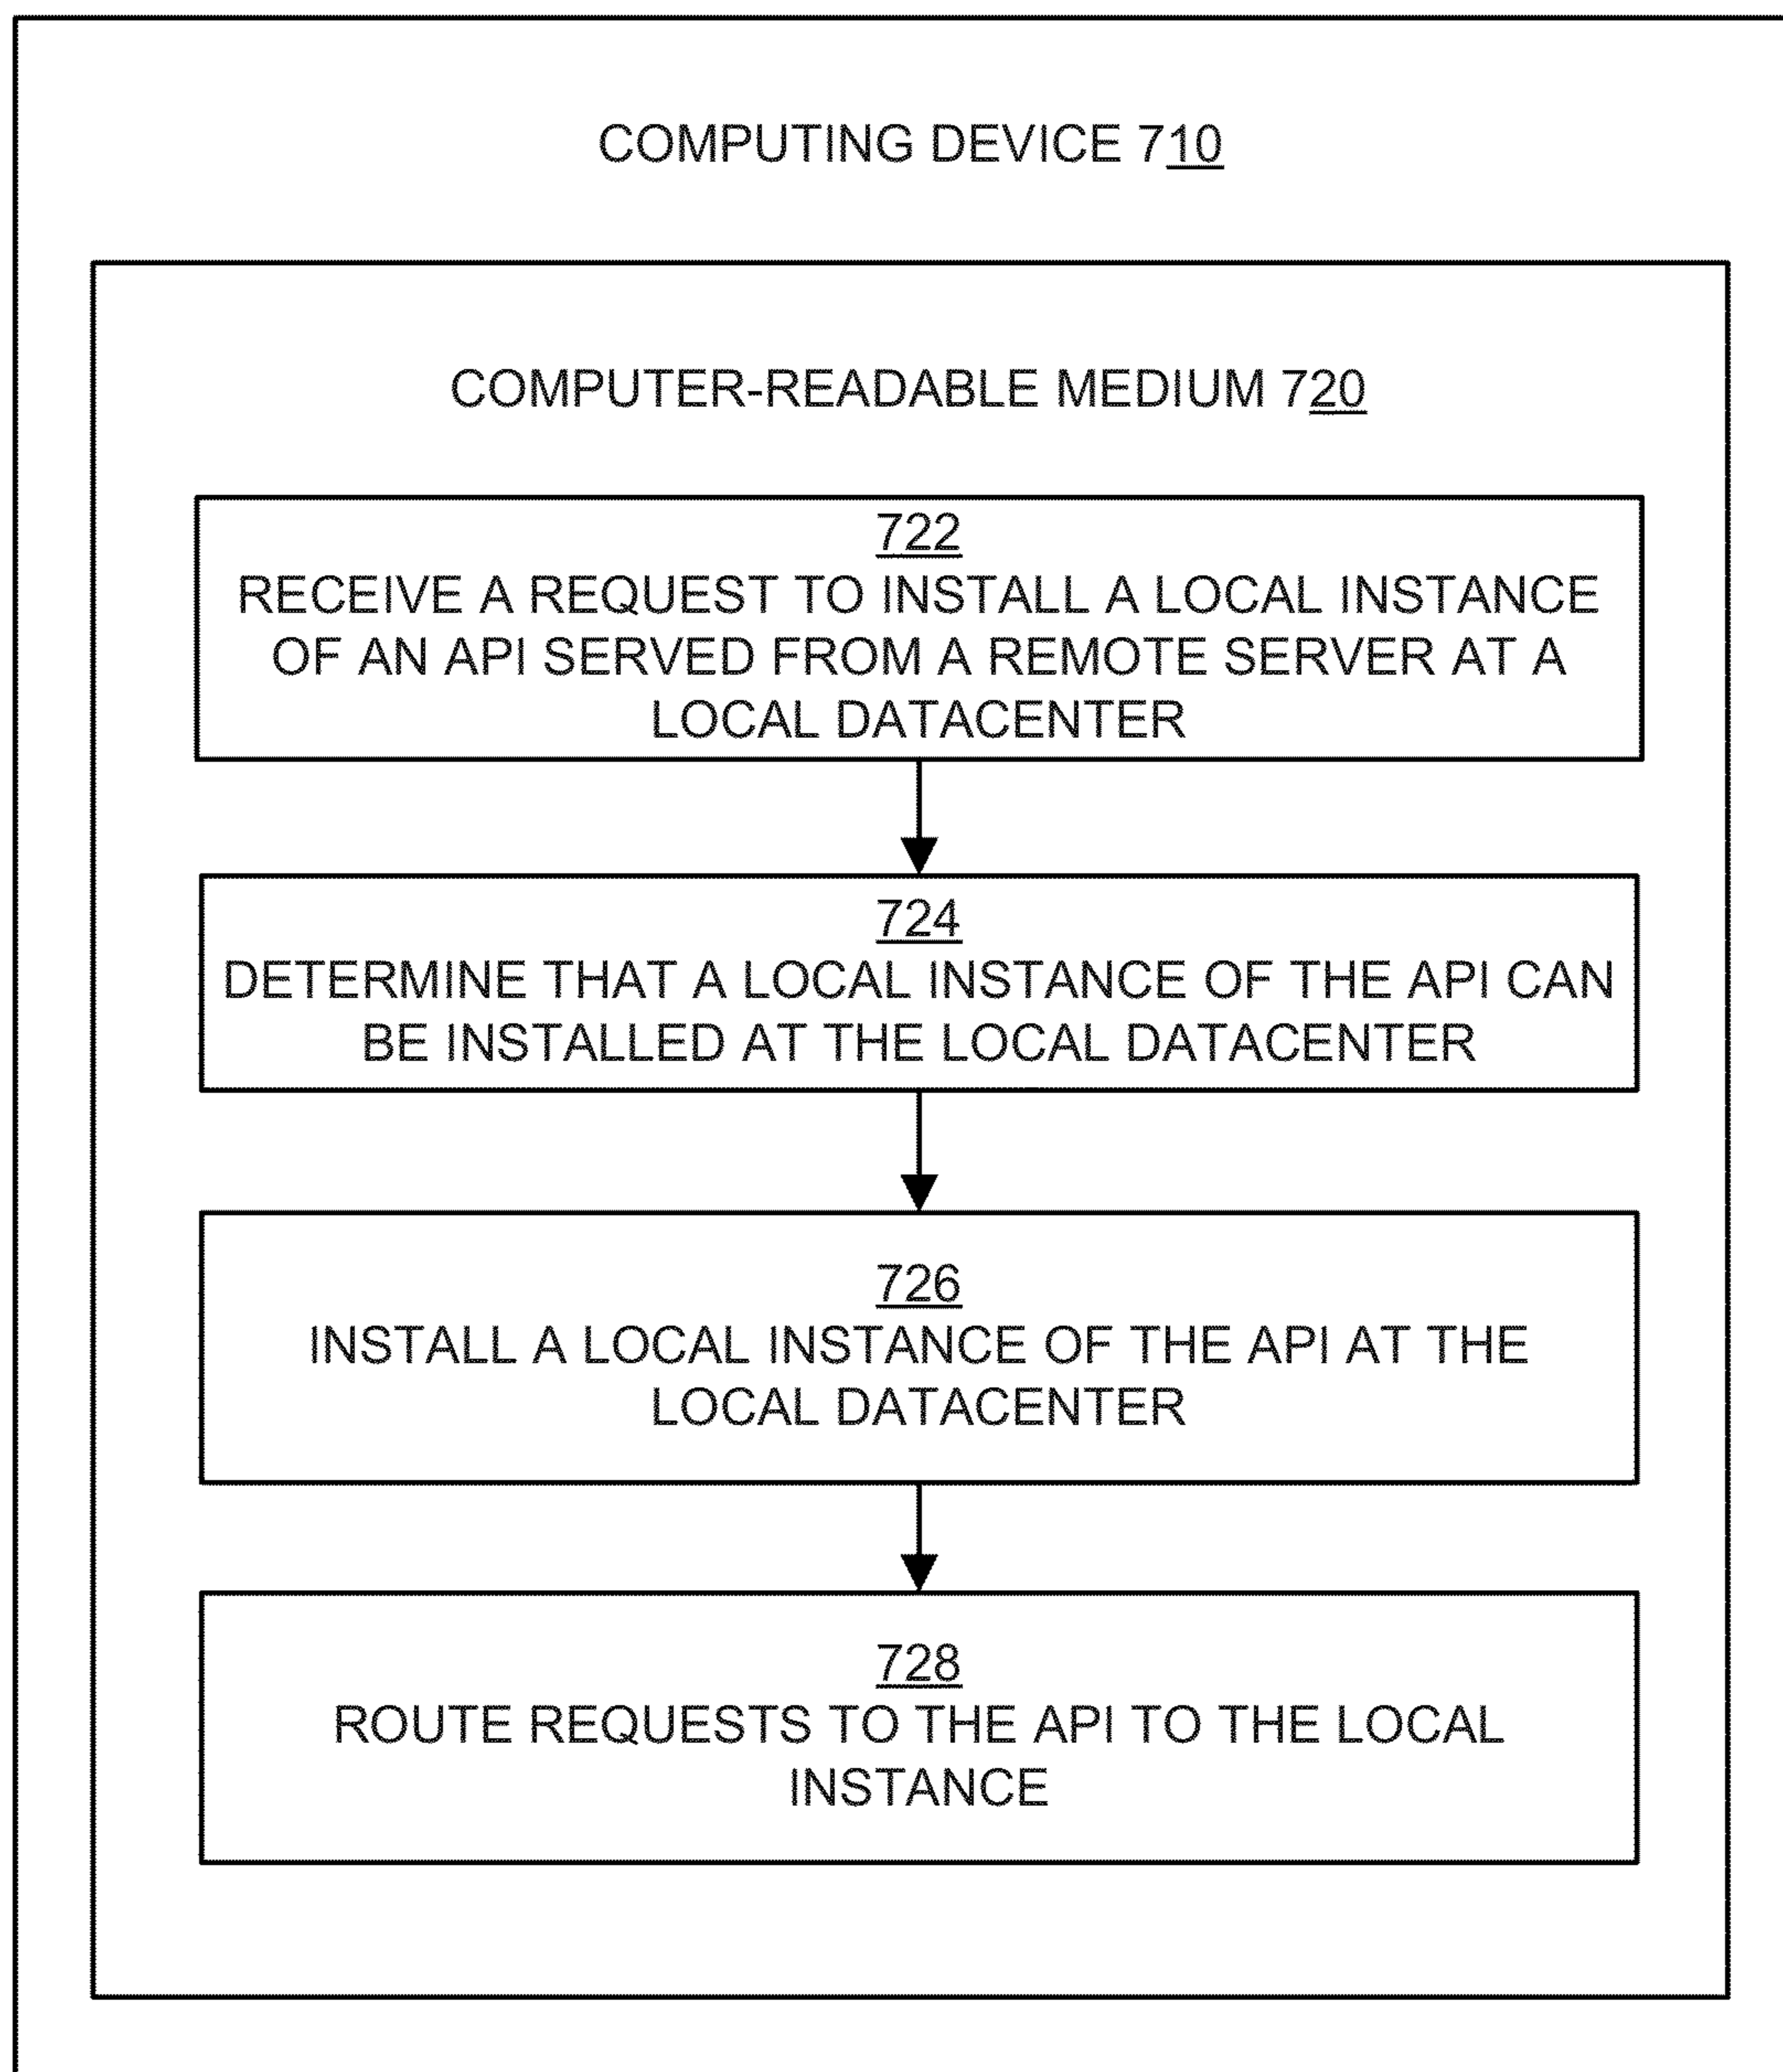 COMPUTING DEVICE 710
COMPUTER-READABLE MEDIUM 720
722
RECEIVE A REQUEST TO INSTALL A LOCAL INSTANCE
OF AN API SERVED FROM A REMOTE SERVER AT A
LOCAL DATACENTER
724
DETERMINE THAT A LOCAL INSTANCE OF THE API CAN
BE INSTALLED AT THE LOCAL DATACENTER
726
INSTALL A LOCAL INSTANCE OF THE API AT THE
LOCAL DATACENTER
728
ROUTE REQUESTS TO THE API TO THE LOCAL
INSTANCE